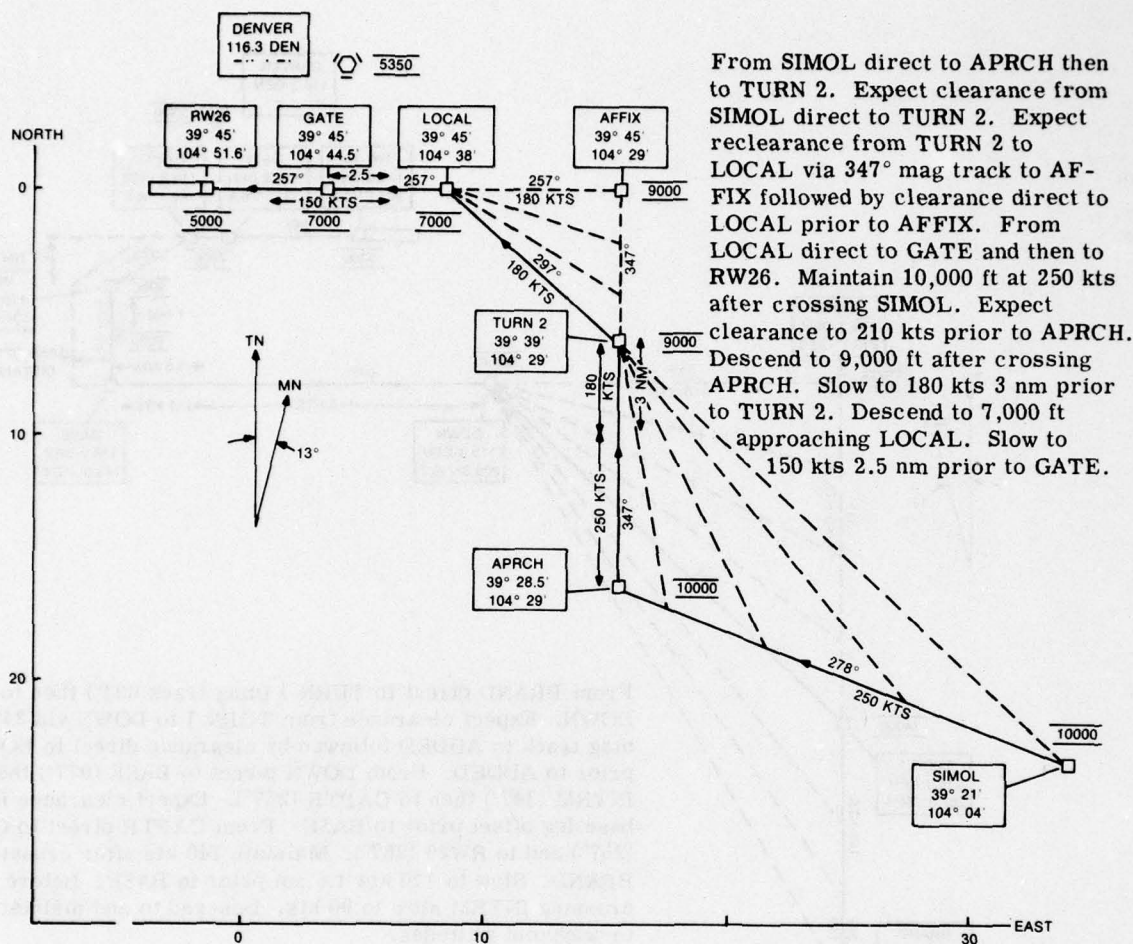 DENVER
116.3 DEN
5350
From SIMOL direct to APRCH then
to TURN 2. Expect clearance from
SIMOL direct to TURN 2. Expect
reclearance from TURN 2 to
LOCAL via 347° mag track to AF-
FIX followed by clearance direct to
LOCAL prior to AFFIX. From
LOCAL direct to GATE and then to
RW26. Maintain 10,000 ft at 250 kts
after crossing SIMOL. Expect
clearance to 210 kts prior to APRCH.
Descend to 9,000 ft after crossing
APRCH. Slow to 180 kts 3 nm prior
to TURN 2. Descend to 7,000 ft
approaching LOCAL. Slow to
150 kts 2.5 nm prior to GATE.
NORTH
RW26
39° 45'
104° 51.6'
GATE
39° 45'
104° 44.5'
LOCAL
39° 45'
104° 38'
AFFIX
39° 45'
104° 29'
0
257°
2.5
257°
150 KTS
257°
180 KTS
9000
5000
7000
7000
297°
180 KTS
347°
TURN 2
39° 39'
104° 29'
9000
180 KTS
3 NM
TN
MN
13°
10
250 KTS
347°
APRCH
39° 28.5'
104° 29'
10000
278°
250 KTS
20
10000
SIMOL
39° 21'
104° 04'
0
10
30
EAST